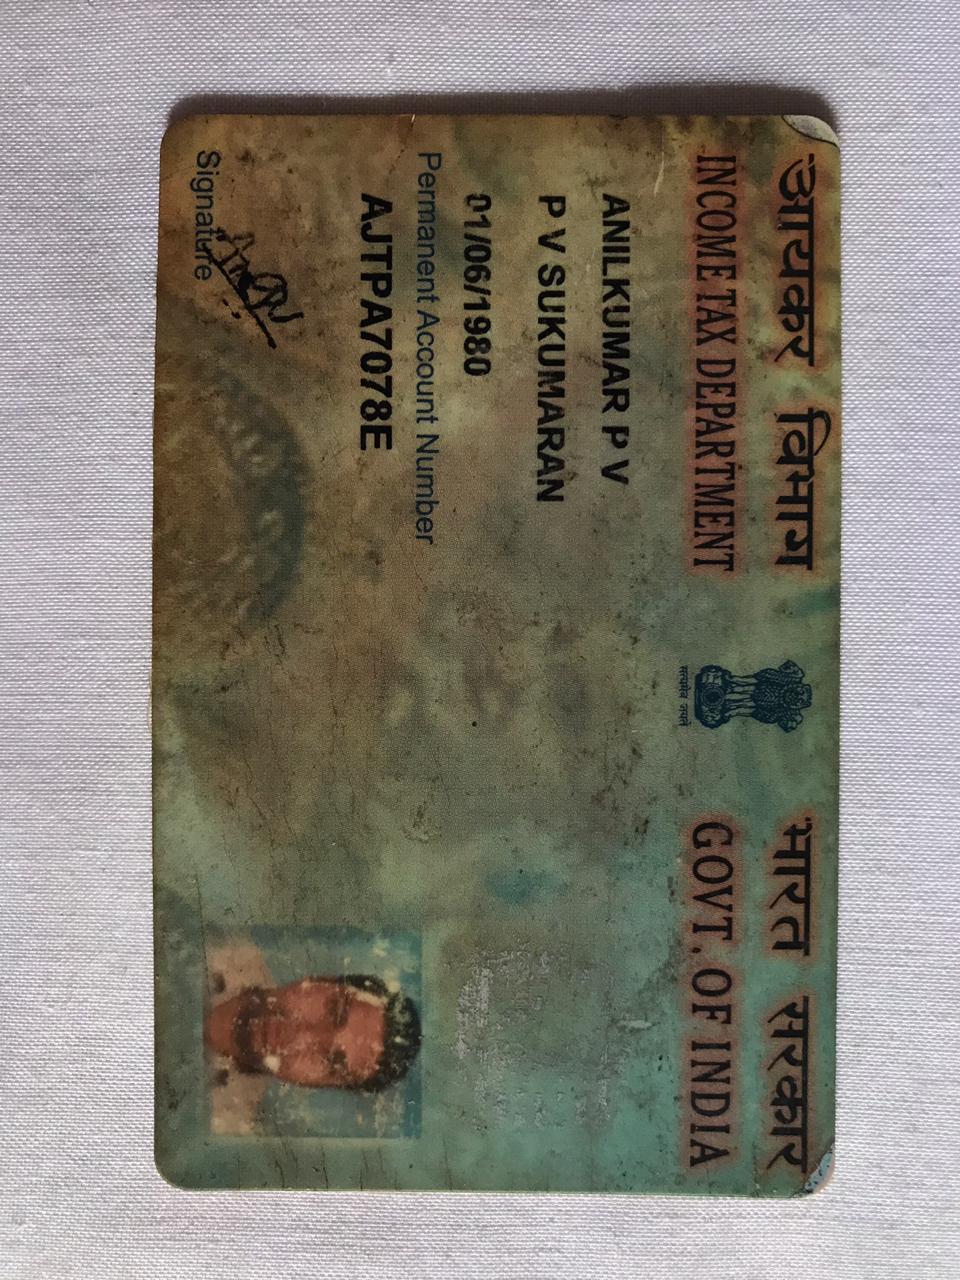 आयकर विभाग
INCOME TAX DEPARTMENT
सत्यमेव जयते
भारत सरकार
GOVT. OF INDIA
ANILKUMAR P V
P V SUKUMARAN
01/06/1980
Permanent Account Number
AJTPA7078E
Signature